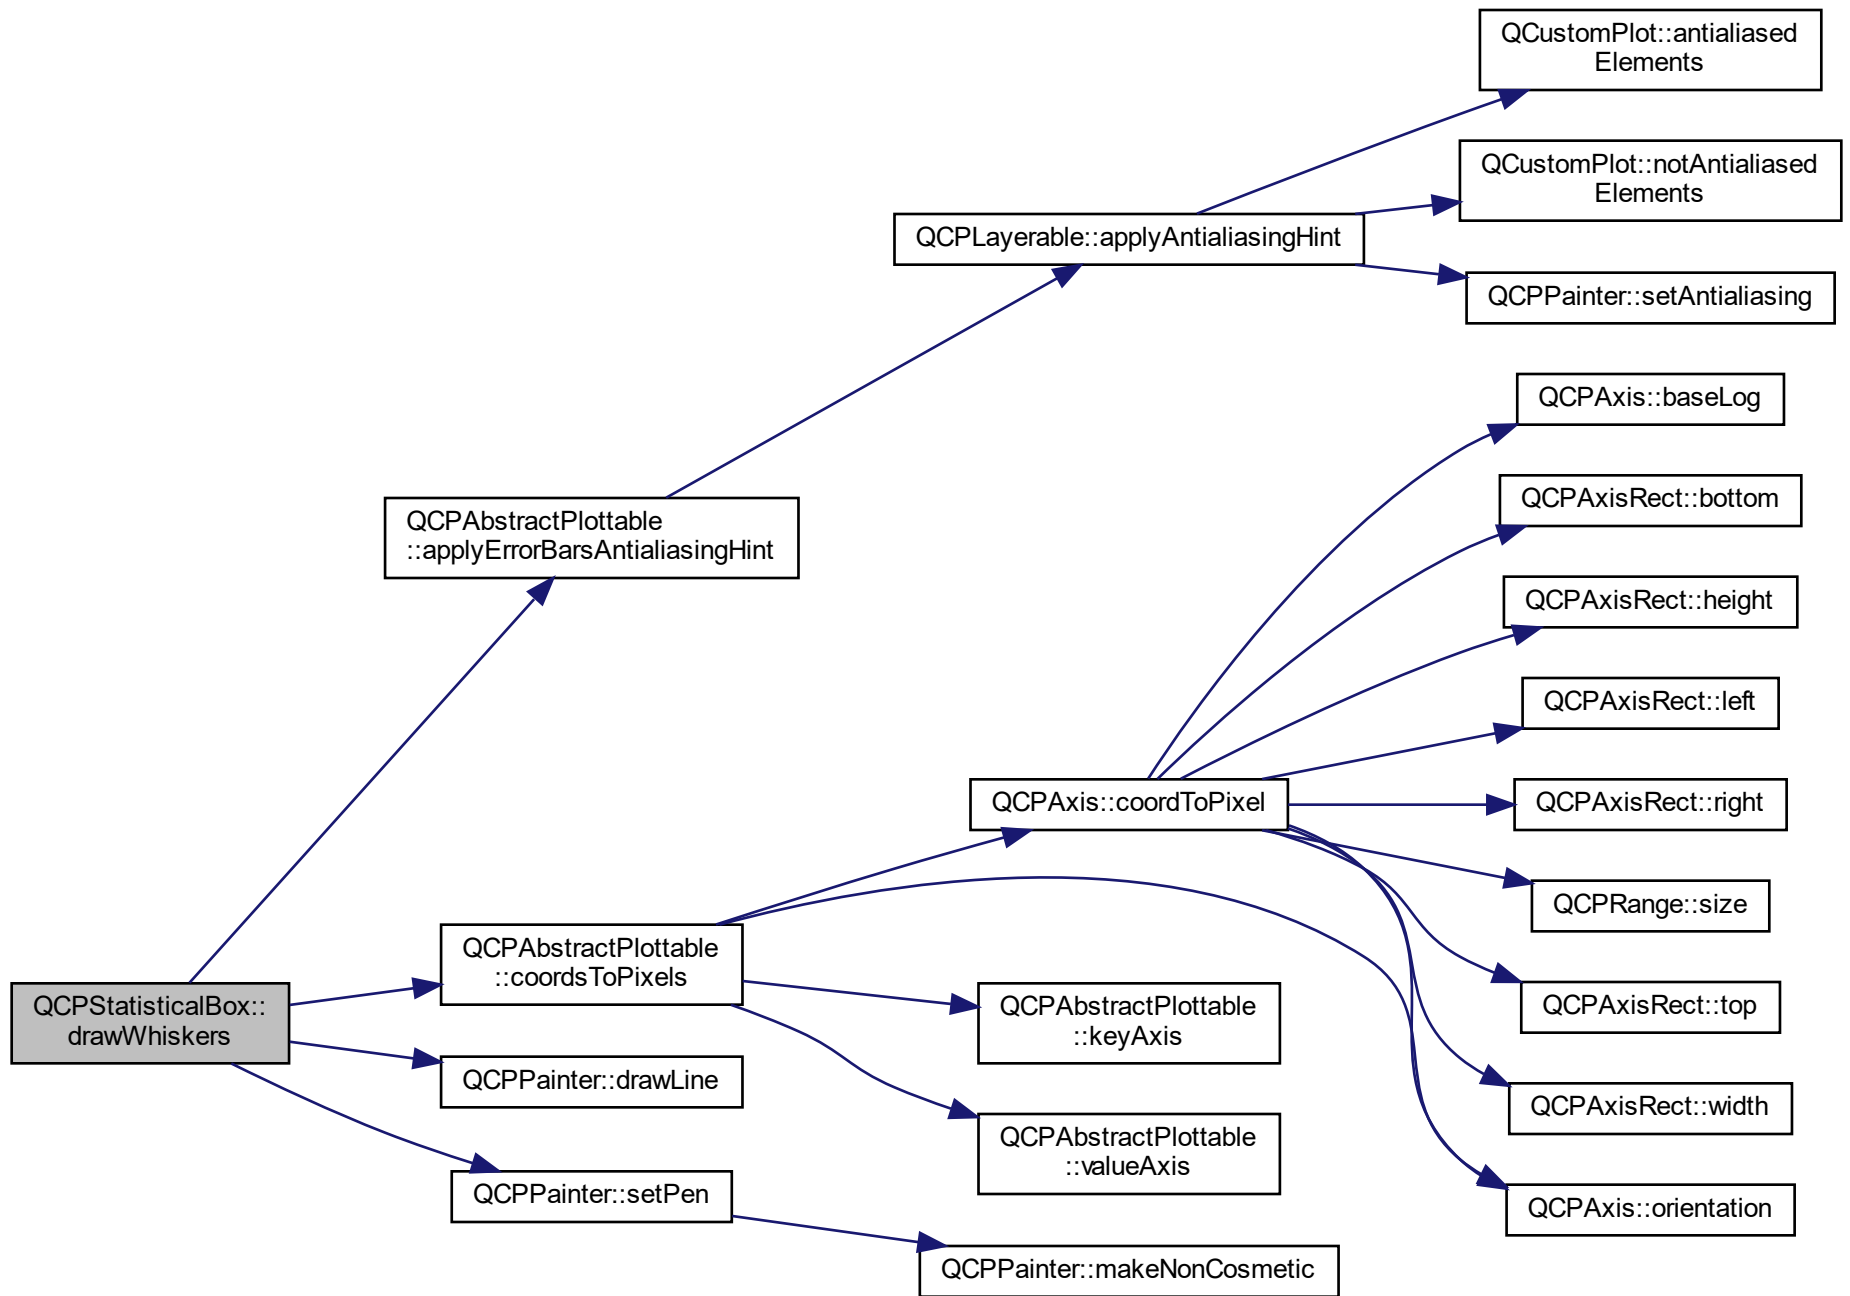 QCustomPlot::antialiased
Elements
QCustomPlot::notAntialiased
Elements
QCPLayerable::applyAntialiasingHint
QCPPainter::setAntialiasing
QCPAxis::baseLog
QCPAxisRect::bottom
QCPAbstractPlottable
::applyErrorBarsAntialiasingHint
QCPAxisRect::height
QCPAxisRect::left
QCPAxis::coordToPixel
QCPAxisRect::right
QCPRange::size
QCPAbstractPlottable
::coordsToPixels
QCPStatisticalBox::
drawWhiskers
QCPAbstractPlottable
::keyAxis
QCPAxisRect::top
QCPPainter::drawLine
QCPAxisRect::width
QCPAbstractPlottable
::valueAxis
QCPPainter::setPen
QCPAxis::orientation
QCPPainter::makeNonCosmetic